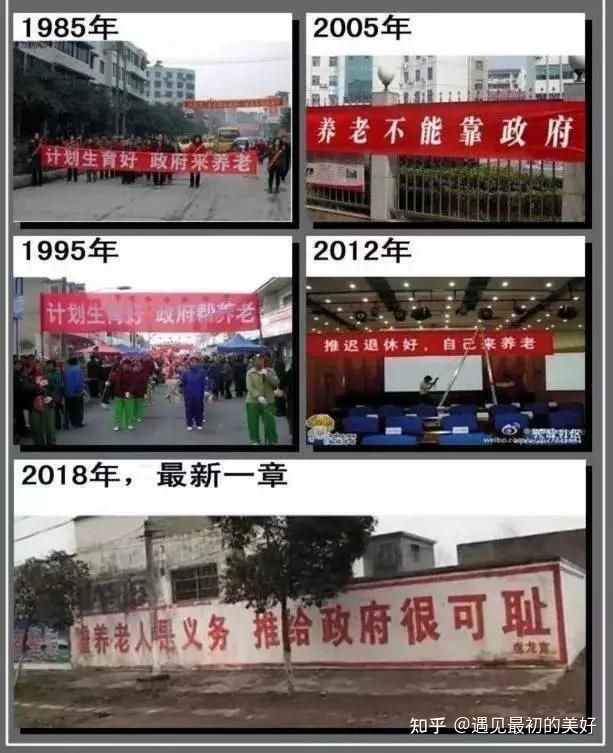 1985年
计划生育好 政府来养老
2005年
养老不能靠政府
1995年
计划生育好 政府帮养老
2012年
推迟退休好，自己来养老
2018年，最新一章
养老人是义务 推给政府很可耻
知乎 @遇见最初的美好